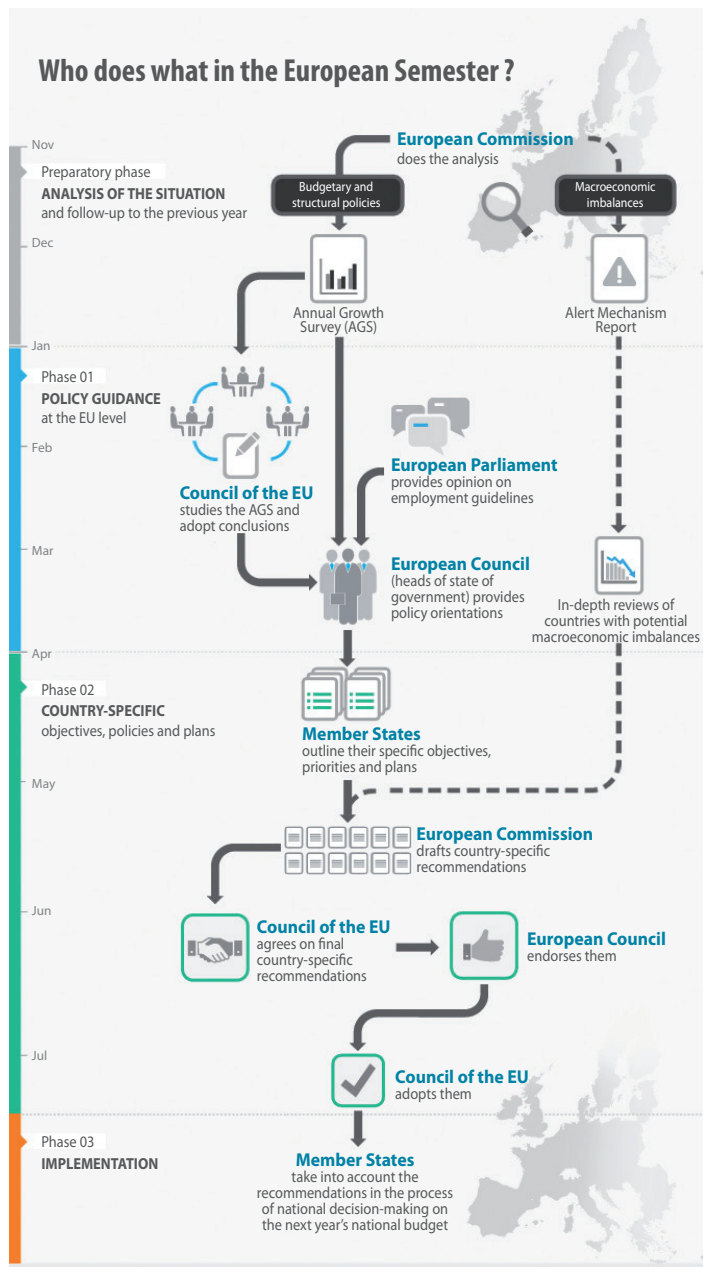 Who does what in the European Semester ?
Nov
European Commission
does the analysis
Preparatory phase
ANALYSIS OF THE SITUATION
and follow-up to the previous year
Budgetary and
structural policies
Macroeconomic
imbalances
Dec
Annual Growth
Survey (AGS)
Alert Mechanism
Report
Jan
Phase 01
POLICY GUIDANCE
at the EU level
Feb
European Parliament
provides opinion on
employment guidelines
Council of the EU
studies the AGS and
adopt conclusions
Mar
European Council
(heads of state of
government) provides
policy orientations
In-depth reviews of
countries with potential
macroeconomic imbalances
Apr
Phase 02
COUNTRY-SPECIFIC
objectives, policies and plans
Member States
outline their specific objectives,
priorities and plans
May
European Commission
drafts country-specific
recommendations
Jun
Council of the EU
agrees on final
country-specific
recommendations
European Council
endorses them
Jul
Council of the EU
adopts them
Phase 03
IMPLEMENTATION
Member States
take into account the
recommendations in the process
of national decision-making on
the next year's national budget